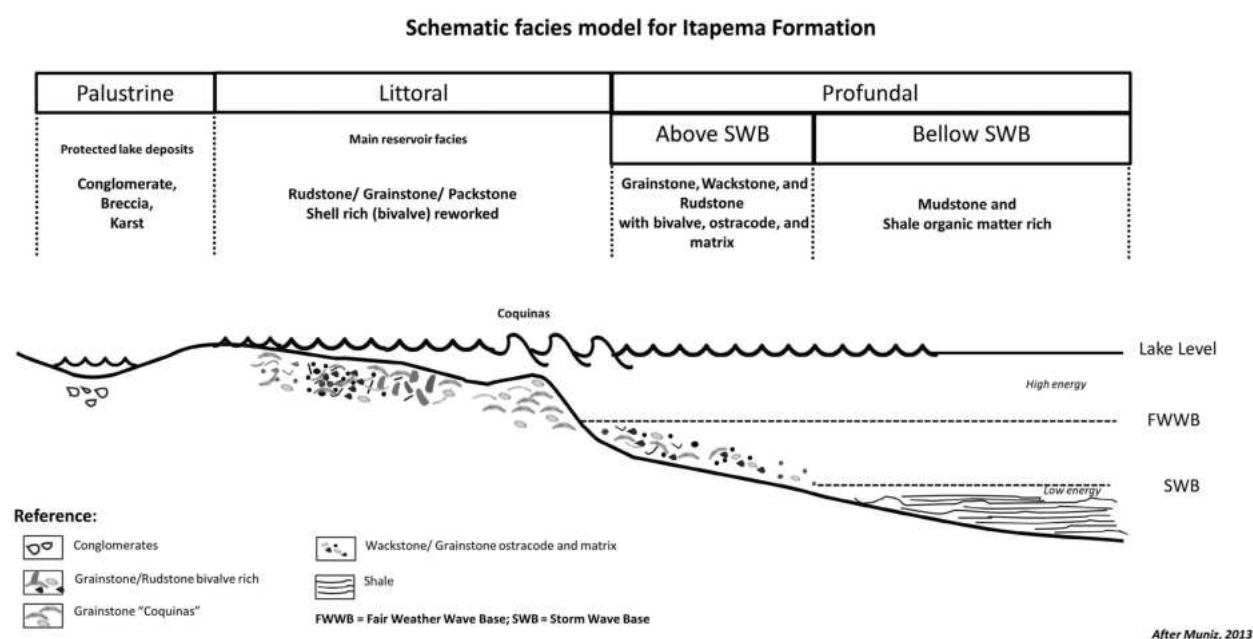 Schematic facies model for Itapema Formation
Palustrine
Littoral
Profundal
Above SWB
Bellow SWB
Protected lake deposits
Conglomerate,
Breccia,
Karst
Main reservoir facies
Rudstone/ Grainstone/ Packstone
Shell rich (bivalve) reworked
Grainstone, Wackstone, and
Rudstone
with bivalve, ostracode, and
matrix
Mudstone and
Shale organic matter rich
Coquinas
Lake Level
High energy
FWWB
Low energy
SWB
Reference:
Conglomerates
Grainstone/Rudstone bivalve rich
Grainstone "Coquinas"
Wackstone/ Grainstone ostracode and matrix
Shale
FWWB = Fair Weather Wave Base; SWB = Storm Wave Base
After Muniz, 2013